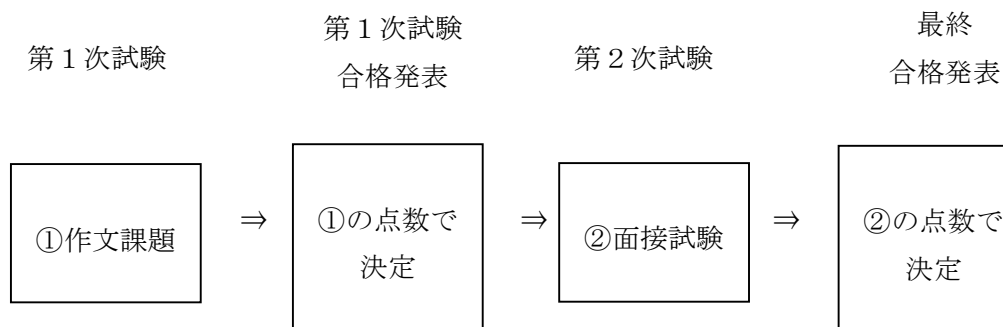 第１次試験
第１次試験
合格発表
第２次試験
最終
合格発表
①作文課題
⇒
①の点数で
決定
⇒
②面接試験
⇒
②の点数で
決定